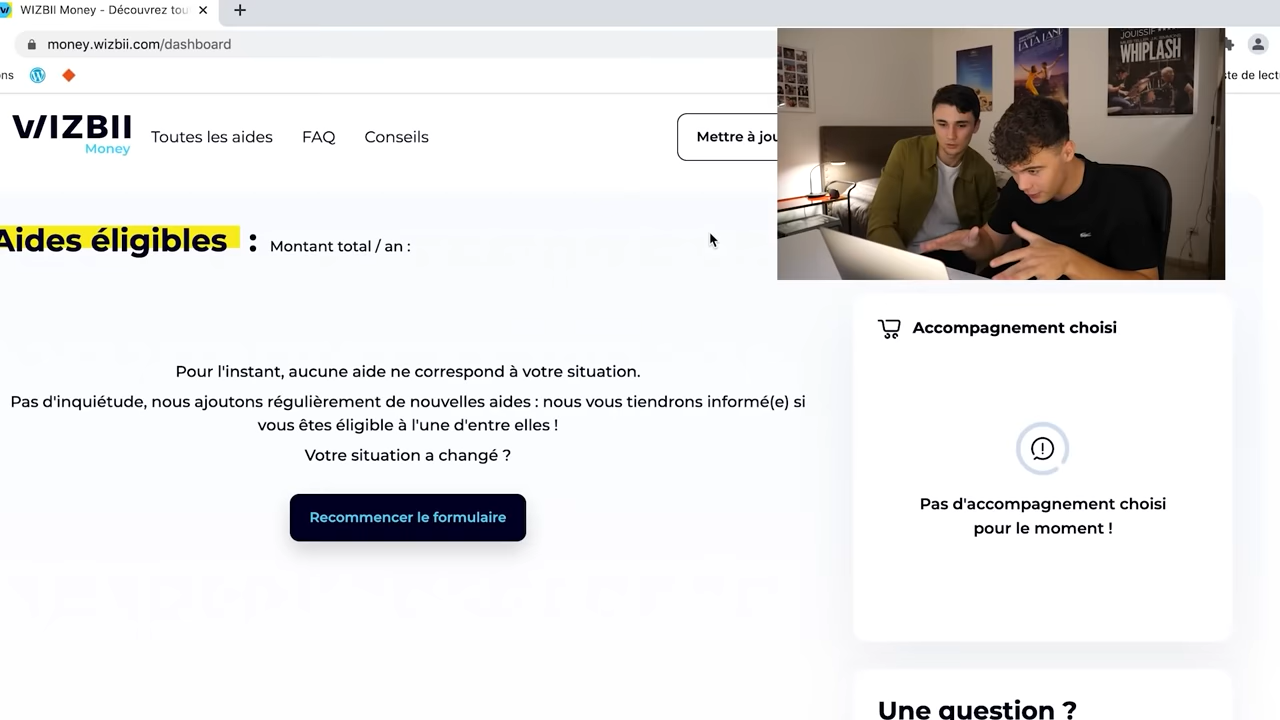 WIZBII Money - Découvrez tou
money.wizbii.com/dashboard
ns
ste de lect
WIZBII
Money
Toutes les aides
FAQ
Conseils
Mettre à jou
LA LA LAND
JOUISSIF
WHIPLASH
Aides éligibles :
Montant total / an :
Pour l'instant, aucune aide ne correspond à votre situation.
Pas d'inquiétude, nous ajoutons régulièrement de nouvelles aides : nous vous tiendrons informé(e) si
vous êtes éligible à l'une d'entre elles !
Votre situation a changé ?
Recommencer le formulaire
Accompagnement choisi
Pas d'accompagnement choisi
pour le moment !
Une question ?